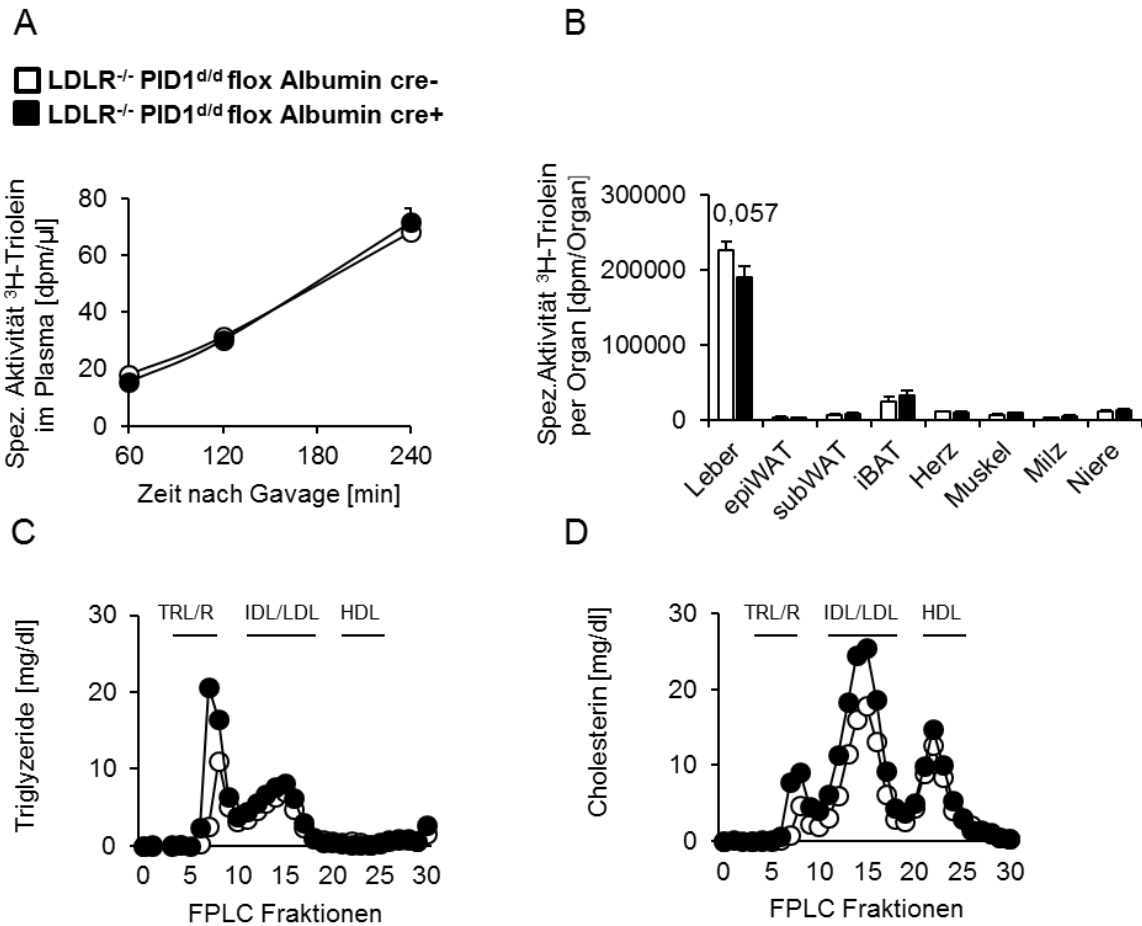 A
B
LDLR-/- PID1d/d flox Albumin cre-
LDLR-/- PID1d/d flox Albumin cre+
Spez. Aktivität 3H-Triolein
im Plasma [dpm/µl]
80
60
40
20
0
60
120
180
240
Zeit nach Gavage [min]
Spez.Aktivität 3H-Triolein
per Organ [dpm/Organ]
300000
200000
100000
0
0,057
Leber
epiWAT
subWAT
iBAT
Herz
Muskel
Milz
Niere
C
D
Triglyzeride [mg/dl]
30
20
10
0
TRL/R
IDL/LDL
HDL
0
5
10
15
20
25
30
FPLC Fraktionen
Cholesterin [mg/dl]
30
20
10
0
TRL/R
IDL/LDL
HDL
0
5
10
15
20
25
30
FPLC Fraktionen